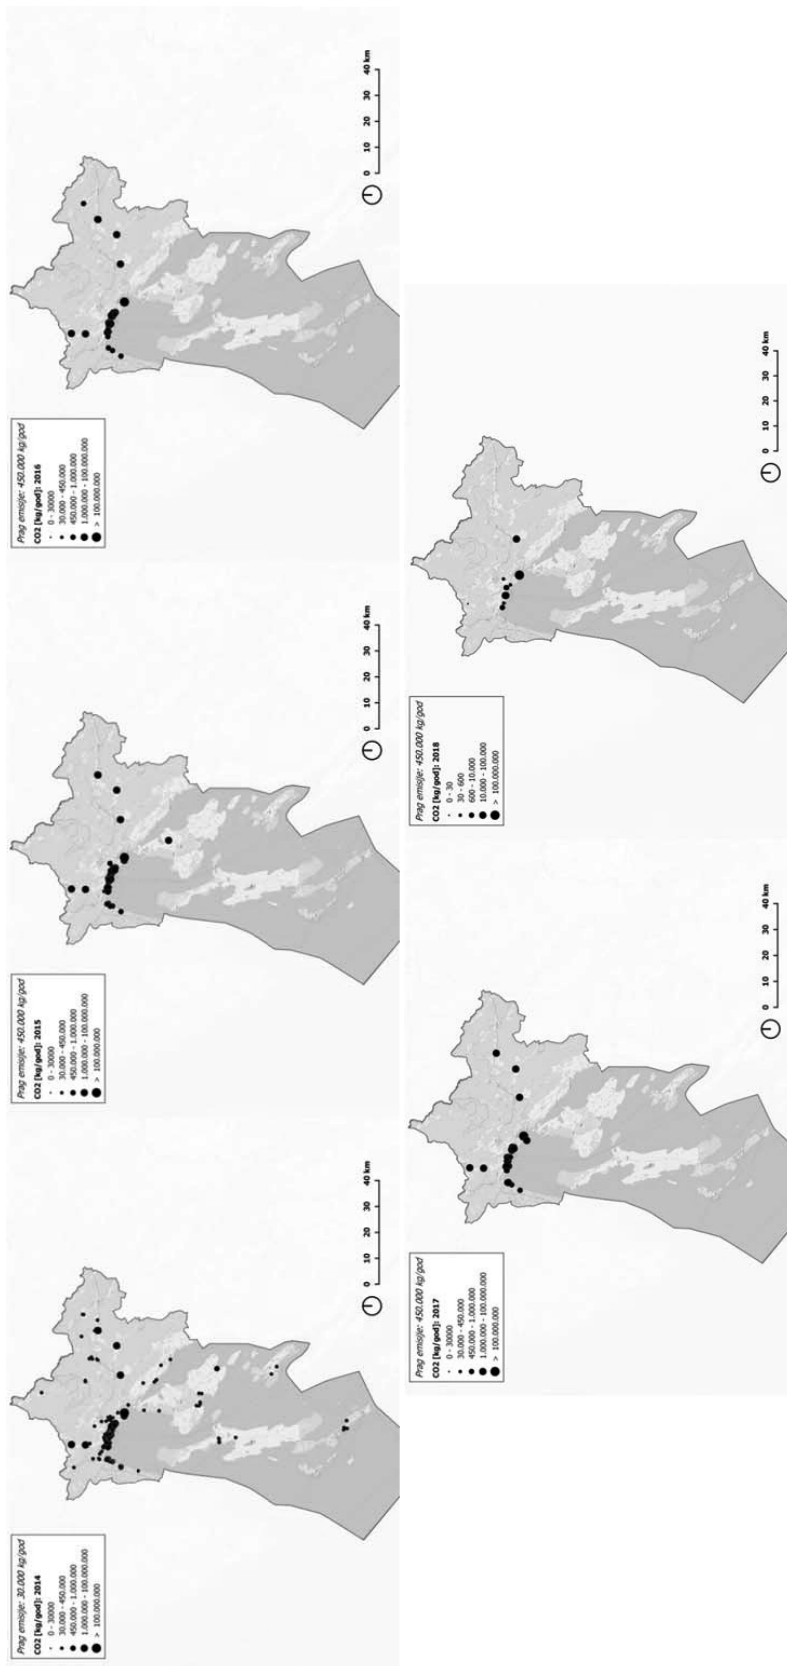 Prag emisije: 30.000 kg/god
CO2 [kg/god]: 2014
0 - 30000
30.000 - 450.000
450.000 - 1.000.000
1.000.000 - 100.000.000
> 100.000.000
0 10 20 30 40 km
Prag emisije: 450.000 kg/god
CO2 [kg/god]: 2015
0 - 30000
30.000 - 450.000
450.000 - 1.000.000
1.000.000 - 100.000.000
> 100.000.000
0 10 20 30 40 km
Prag emisije: 450.000 kg/god
CO2 [kg/god]: 2016
0 - 30000
30.000 - 450.000
450.000 - 1.000.000
1.000.000 - 100.000.000
> 100.000.000
0 10 20 30 40 km
Prag emisije: 450.000 kg/god
CO2 [kg/god]: 2017
0 - 30000
30.000 - 450.000
450.000 - 1.000.000
1.000.000 - 100.000.000
> 100.000.000
0 10 20 30 40 km
Prag emisije: 450.000 kg/god
CO2 [kg/god]: 2018
0 - 30
30 - 600
600 - 10.000
10.000 - 100.000
> 100.000.000
0 10 20 30 40 km